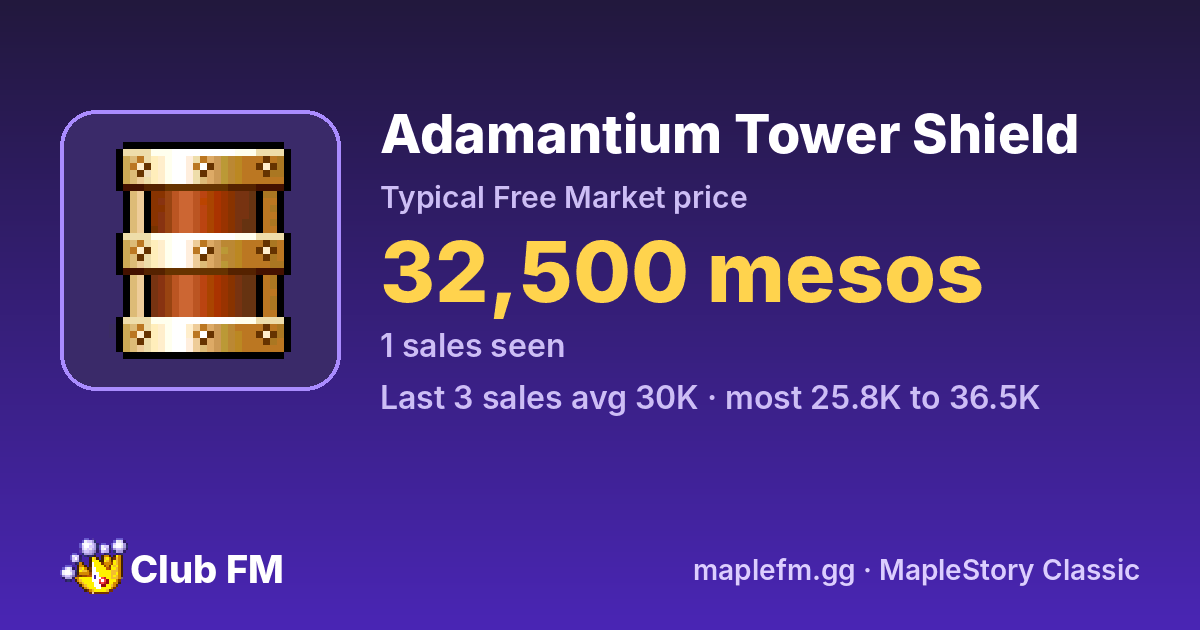 Adamantium Tower Shield
Typical Free Market price
32,500 mesos
1 sales seen
Last 3 sales avg 30K · most 25.8K to 36.5K
Club FM
maplefm.gg · MapleStory Classic